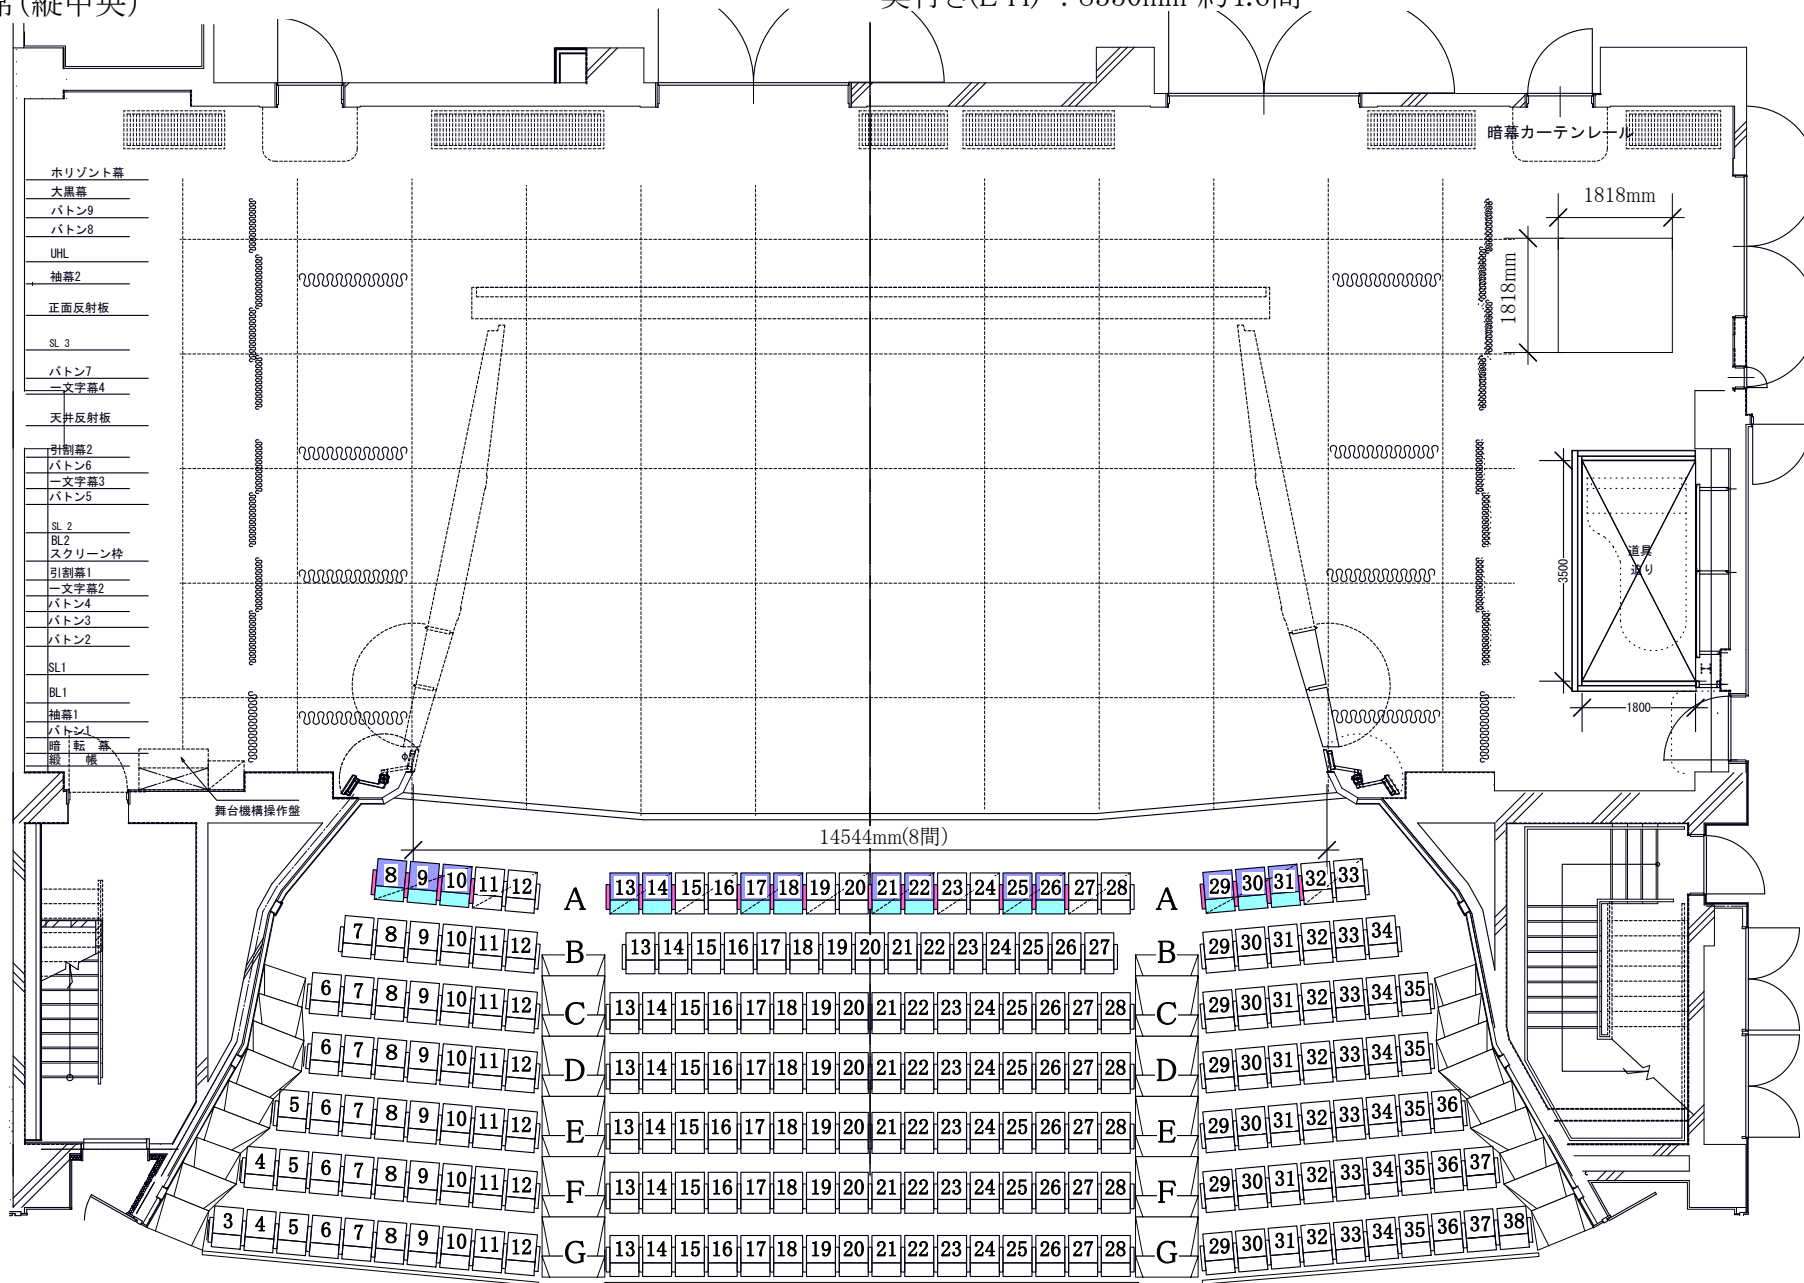 席(縦中央)
暗幕カーテンレール
ホリゾント幕
大黒幕
バトン9
バトン8
UHL
袖幕2
正面反射板
SL 3
バトン7
一文字幕4
天井反射板
引割幕2
バトン6
一文字幕3
バトン5
SL 2
BL2
スクリーン枠
引割幕1
一文字幕2
バトン4
バトン3
バトン2
SL1
BL1
袖幕1
バトン1
暗 転 幕
緞 帳
舞台機構操作盤
1818mm
1818mm
3500
道具
迫り
1800
14544mm(8間)
8 9 10 11 12 A 13 14 15 16 17 18 19 20 21 22 23 24 25 26 27 28 A 29 30 31 32 33
7 8 9 10 11 12 B 13 14 15 16 17 18 19 20 21 22 23 24 25 26 27 B 29 30 31 32 33 34
6 7 8 9 10 11 12 C 13 14 15 16 17 18 19 20 21 22 23 24 25 26 27 28 C 29 30 31 32 33 34 35
6 7 8 9 10 11 12 D 13 14 15 16 17 18 19 20 21 22 23 24 25 26 27 28 D 29 30 31 32 33 34 35
5 6 7 8 9 10 11 12 E 13 14 15 16 17 18 19 20 21 22 23 24 25 26 27 28 E 29 30 31 32 33 34 35 36
4 5 6 7 8 9 10 11 12 F 13 14 15 16 17 18 19 20 21 22 23 24 25 26 27 28 F 29 30 31 32 33 34 35 36 37
3 4 5 6 7 8 9 10 11 12 G 13 14 15 16 17 18 19 20 21 22 23 24 25 26 27 28 G 29 30 31 32 33 34 35 36 37 38